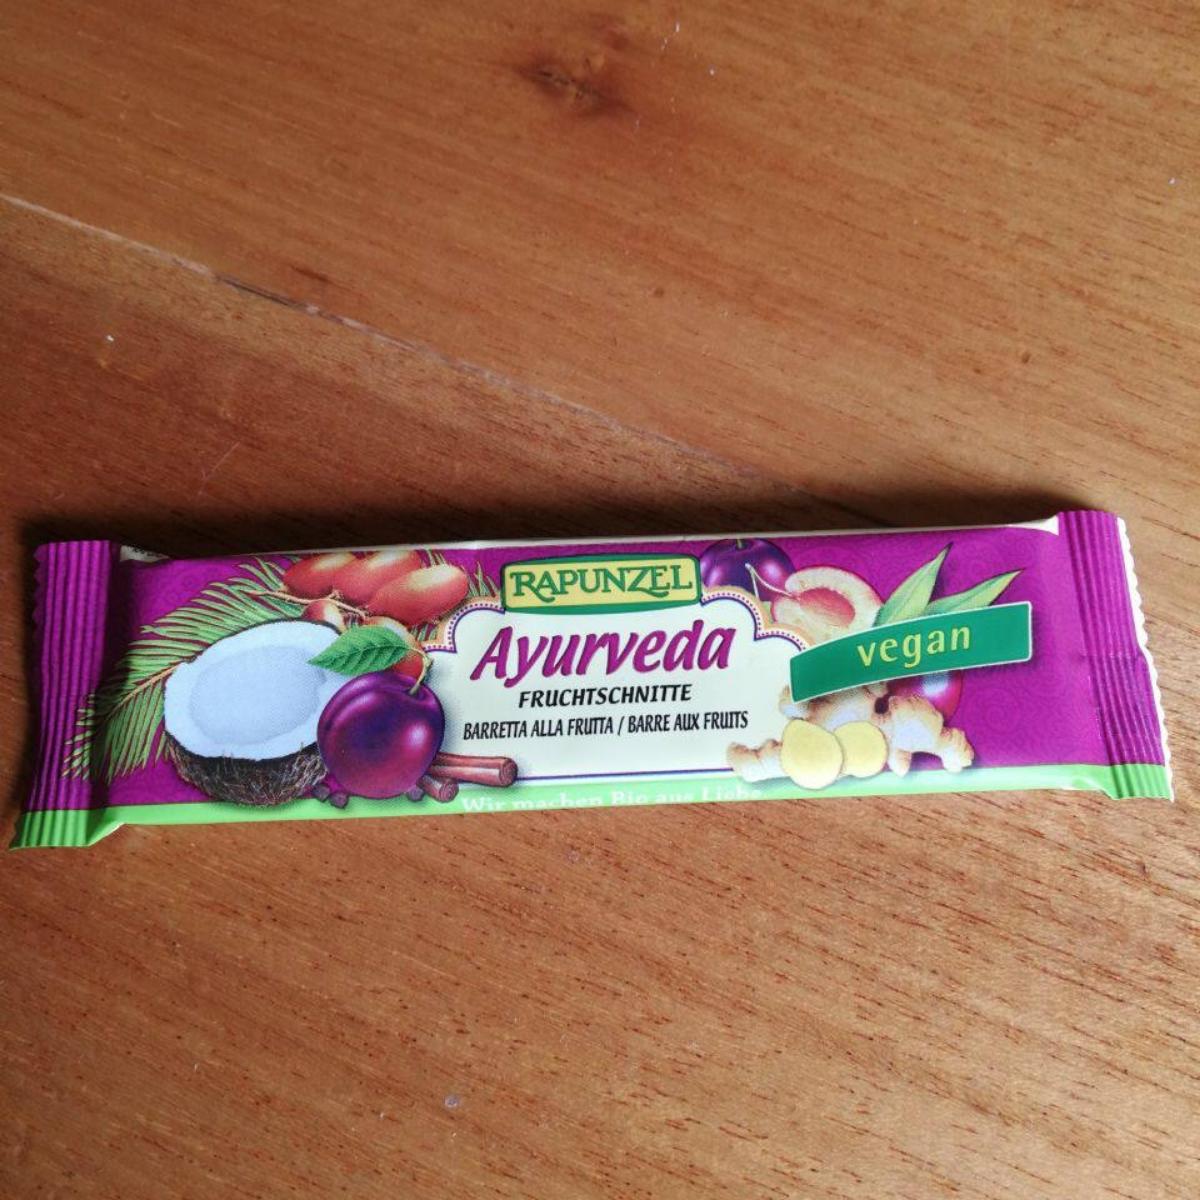 RAPUNZEL
Ayurveda
FRUCHTSCHNITTE
BARRETTA ALLA FRUTTA / BARRE AUX FRUITS
vegan
Wir machen Bio aus Liebe